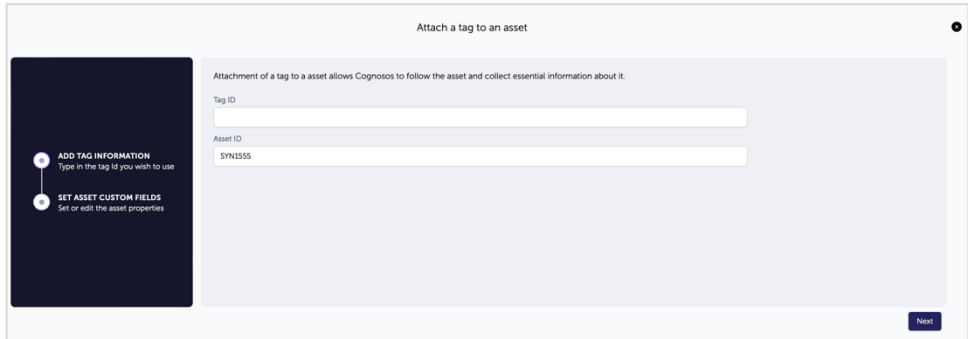 Attach a tag to an asset
ADD TAG INFORMATION
Type in the tag Id you wish to use
SET ASSET CUSTOM FIELDS
Set or edit the asset properties
Attachment of a tag to a asset allows Cognosos to follow the asset and collect essential information about it.
Tag ID
Asset ID
SYN1555
Next